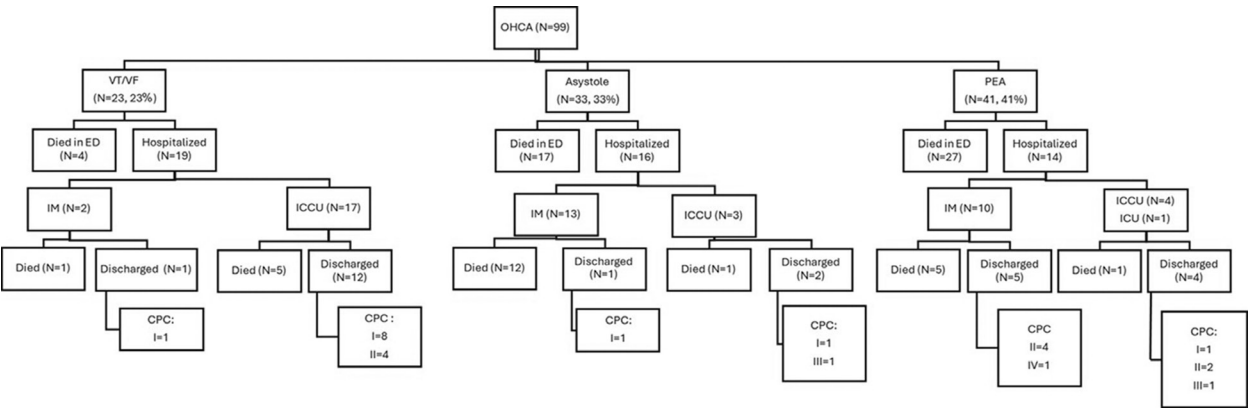 OHCA (N=99)
VT/VF
(N=23, 23%)
Asystole
(N=33, 33%)
PEA
(N=41, 41%)
Died in ED
(N=4)
Hospitalized
(N=19)
Died in ED
(N=17)
Hospitalized
(N=16)
Died in ED
(N=27)
Hospitalized
(N=14)
IM (N=2)
ICCU (N=17)
IM (N=13)
ICCU (N=3)
IM (N=10)
ICCU (N=4)
ICU (N=1)
Died (N=1)
Discharged (N=1)
Died (N=5)
Discharged
(N=12)
Died (N=12)
Discharged
(N=1)
Died (N=1)
Discharged
(N=2)
Died (N=5)
Discharged
(N=5)
Died (N=1)
Discharged
(N=4)
CPC:
I=1
CPC :
I=8
II=4
CPC:
I=1
CPC:
I=1
III=1
CPC
II=4
IV=1
CPC:
I=1
II=2
III=1